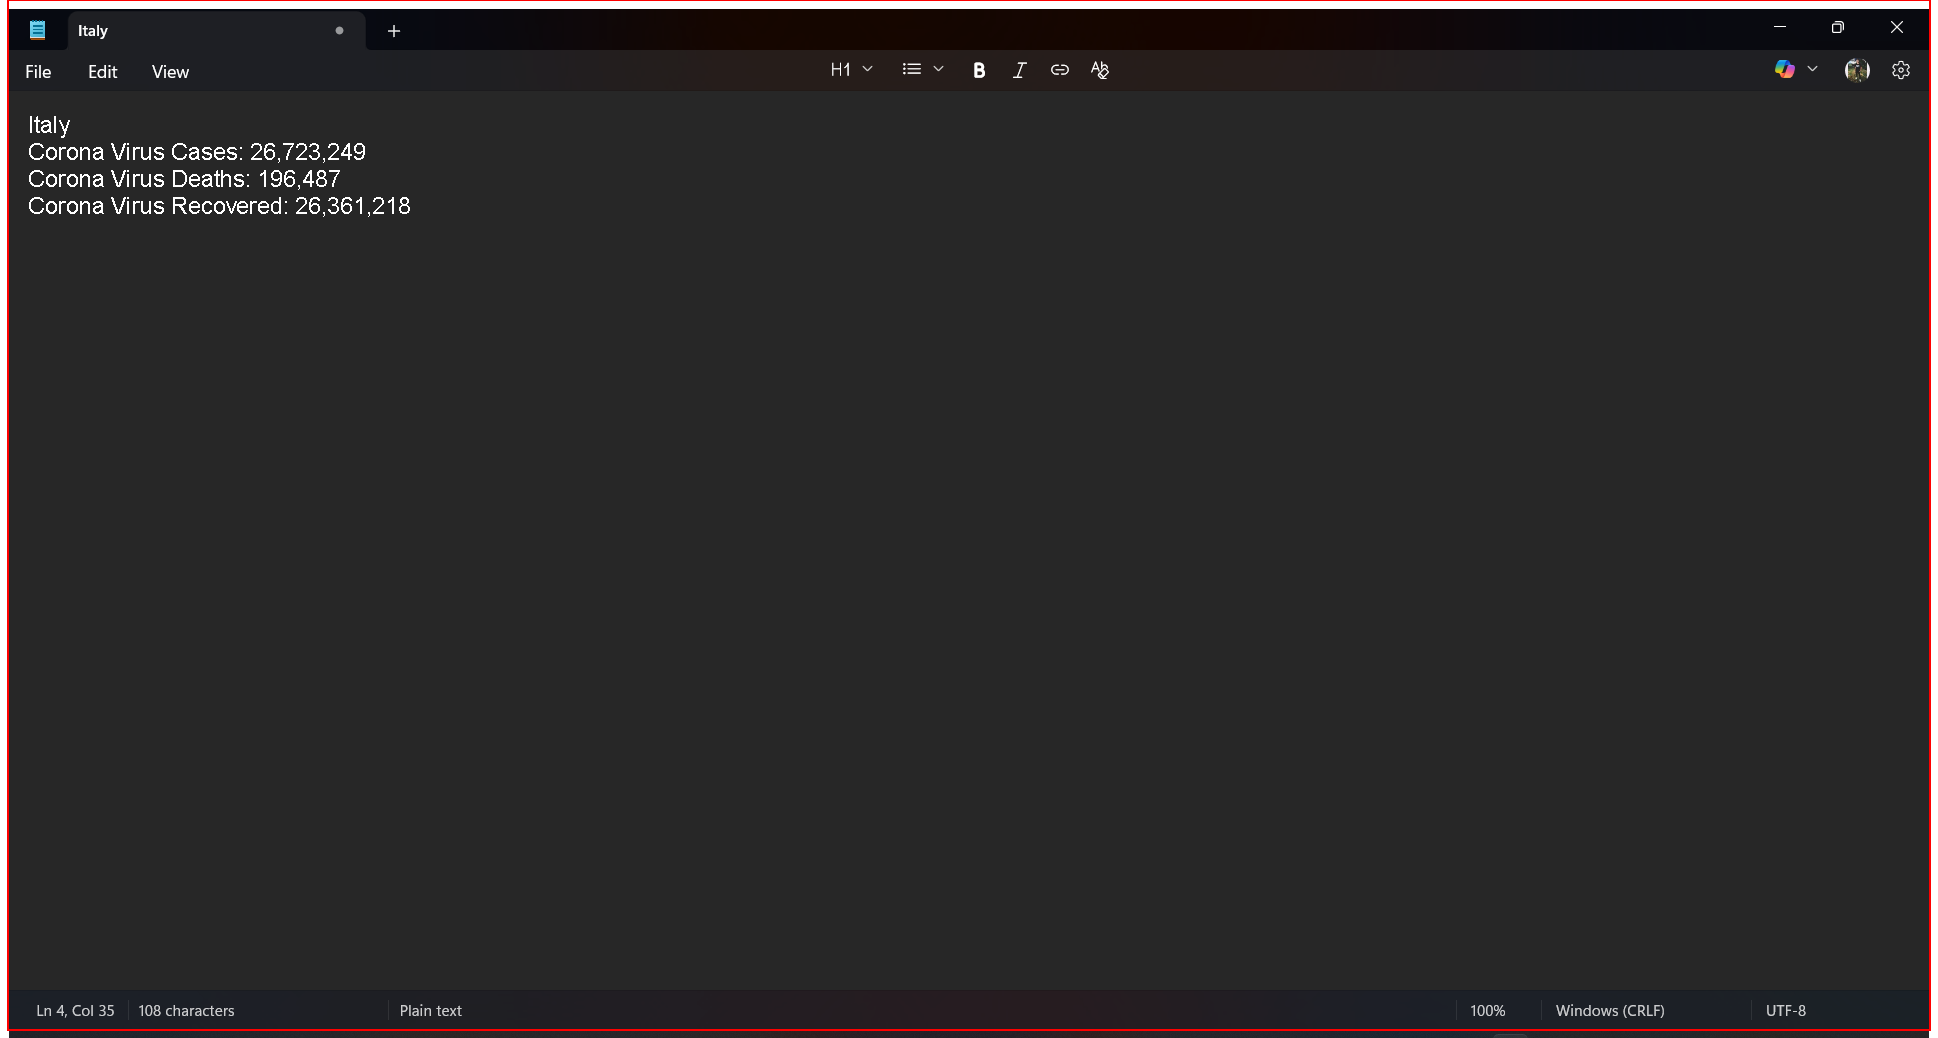 Italy
File Edit View H1 B I Ab
Italy
Corona Virus Cases: 26,723,249
Corona Virus Deaths: 196,487
Corona Virus Recovered: 26,361,218
Ln 4, Col 35 108 characters Plain text 100% Windows (CRLF) UTF-8